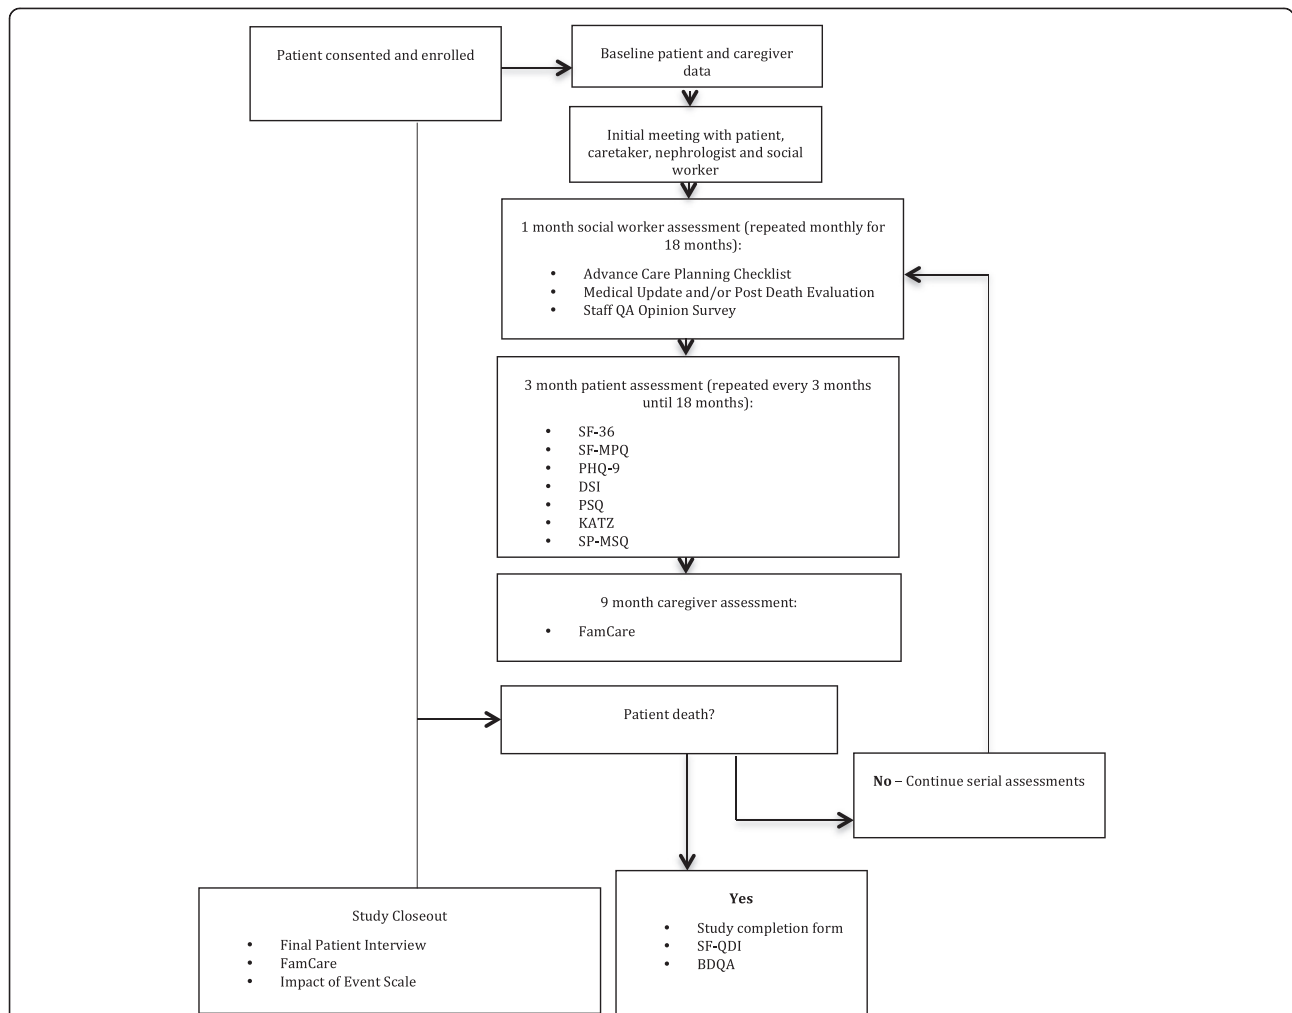 Patient consented and enrolled
Baseline patient and caregiver
data
Initial meeting with patient,
caretaker, nephrologist and social
worker
1 month social worker assessment (repeated monthly for
18 months):
• Advance Care Planning Checklist
• Medical Update and/or Post Death Evaluation
• Staff QA Opinion Survey
3 month patient assessment (repeated every 3 months
until 18 months):
• SF-36
• SF-MPQ
• PHQ-9
• DSI
• PSQ
• KATZ
• SP-MSQ
9 month caregiver assessment:
• FamCare
Patient death?
No – Continue serial assessments
Yes
• Study completion form
• SF-QDI
• BDQA
Study Closeout
• Final Patient Interview
• FamCare
• Impact of Event Scale